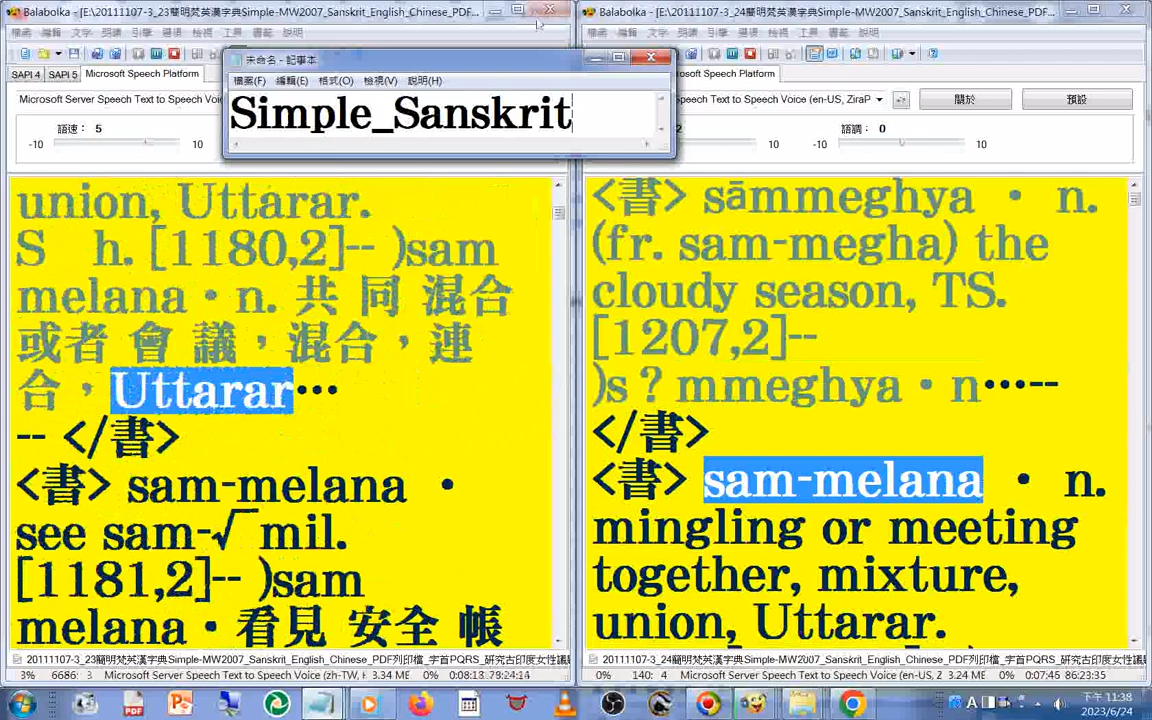 Balabolka - [E:\20111107-3_23簡明梵英漢字典Simple-MW2007_Sanskrit_English_Chinese_PDF...
Balabolka - [E:\20111107-3_24簡明梵英漢字典Simple-MW2007_Sanskrit_English_Chinese_PDF...
SAPI 4 SAPI 5 Microsoft Speech Platform
Microsoft Server Speech Text to Speech Voi
語速： 5
-10 10
未命名 - 記事本
檔案(F) 編輯(E) 格式(O) 檢視(V) 說明(H)
Simple_Sanskrit
Speech Platform
Speech Text to Speech Voice (en-US, ZiraP
關於 預設
2 語調： 0
10 -10 10
union, Uttarar.
S h. [1180,2]-- )sam
melana・n. 共 同 混合
或者 會 議，混合，連
合，Uttarar…
-- </書>
<書> sam-melana ・
see sam-√mil.
[1181,2]-- )sam
melana・看見 安全 帳
<書> sāmmeghya ・ n.
(fr. sam-megha) the
cloudy season, TS.
[1207,2]--
)s？mmeghya・n…--
</書>
<書> sam-melana ・ n.
mingling or meeting
together, mixture,
union, Uttarar.
20111107-3_23簡明梵英漢字典Simple-MW2007_Sanskrit_English_Chinese_PDF列印檔_字首PQRS_研究古印度女性議
3% 6686: 3 Microsoft Server Speech Text to Speech Voice (zh-TW, H 3.34 ME 0% 0:08:13
20111107-3_24簡明梵英漢字典Simple-MW2007_Sanskrit_English_Chinese_PDF列印檔_字首PQRS_研究古印度女性議
0% 140: 4 Microsoft Server Speech Text to Speech Voice (en-US, Z 3.24 ME 0% 0:07:45 86:23:35
下午 11:38
2023/6/24